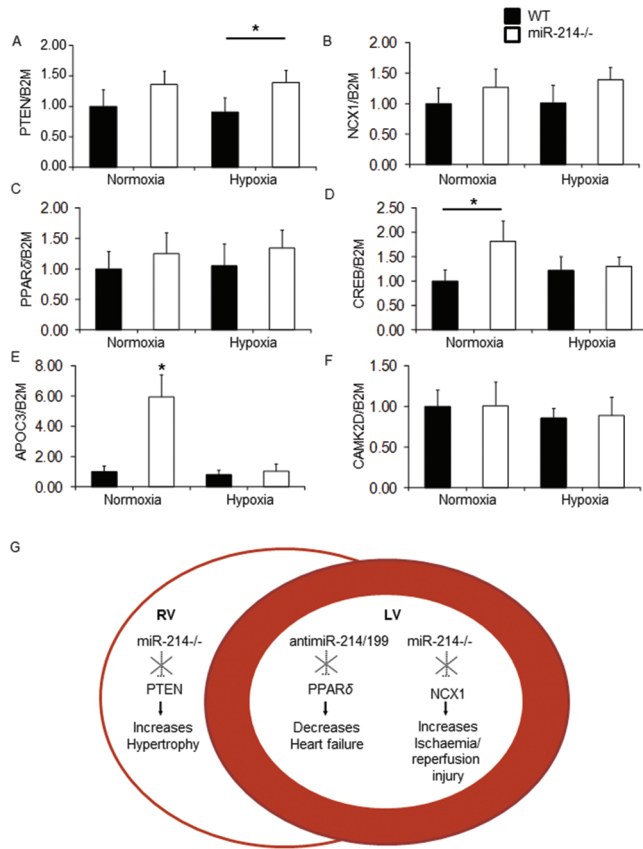 WT
miR-214-/-
A
*
PTEN/B2M
2.00
1.50
1.00
0.50
0.00
Normoxia
Hypoxia
B
NCX1/B2M
2.00
1.50
1.00
0.50
0.00
Normoxia
Hypoxia
C
PPARδ/B2M
2.00
1.50
1.00
0.50
0.00
Normoxia
Hypoxia
D
*
CREB/B2M
2.50
2.00
1.50
1.00
0.50
0.00
Normoxia
Hypoxia
E
*
APOC3/B2M
8.00
6.00
4.00
2.00
0.00
Normoxia
Hypoxia
F
CAMK2D/B2M
1.50
1.00
0.50
0.00
Normoxia
Hypoxia
G
RV
miR-214-/-
PTEN
Increases
Hypertrophy
LV
antimiR-214/199
PPARδ
Decreases
Heart failure
miR-214-/-
NCX1
Increases
Ischaemia/
reperfusion
injury